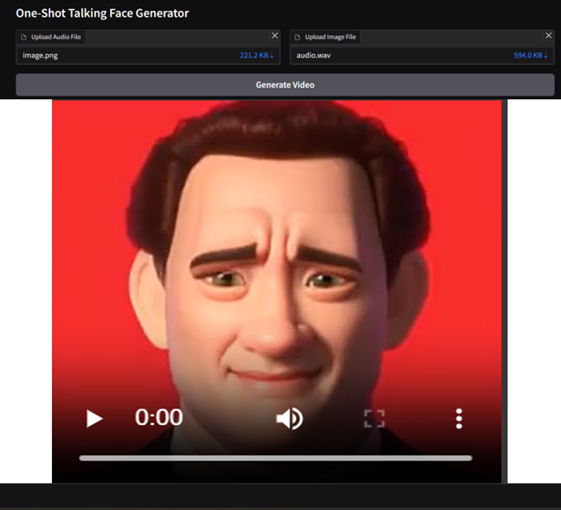 One-Shot Talking Face Generator
Upload Audio File
Upload Image File
image.png 221.2 KB ↓
audio.wav 594.0 KB ↓
Generate Video
0:00